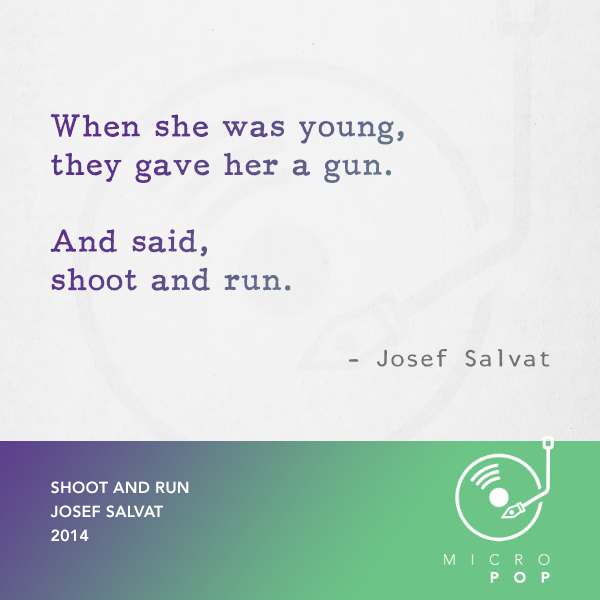 When she was young,
they gave her a gun.
And said,
shoot and run.
- Josef Salvat
SHOOT AND RUN
JOSEF SALVAT
2014
MICRO
POP